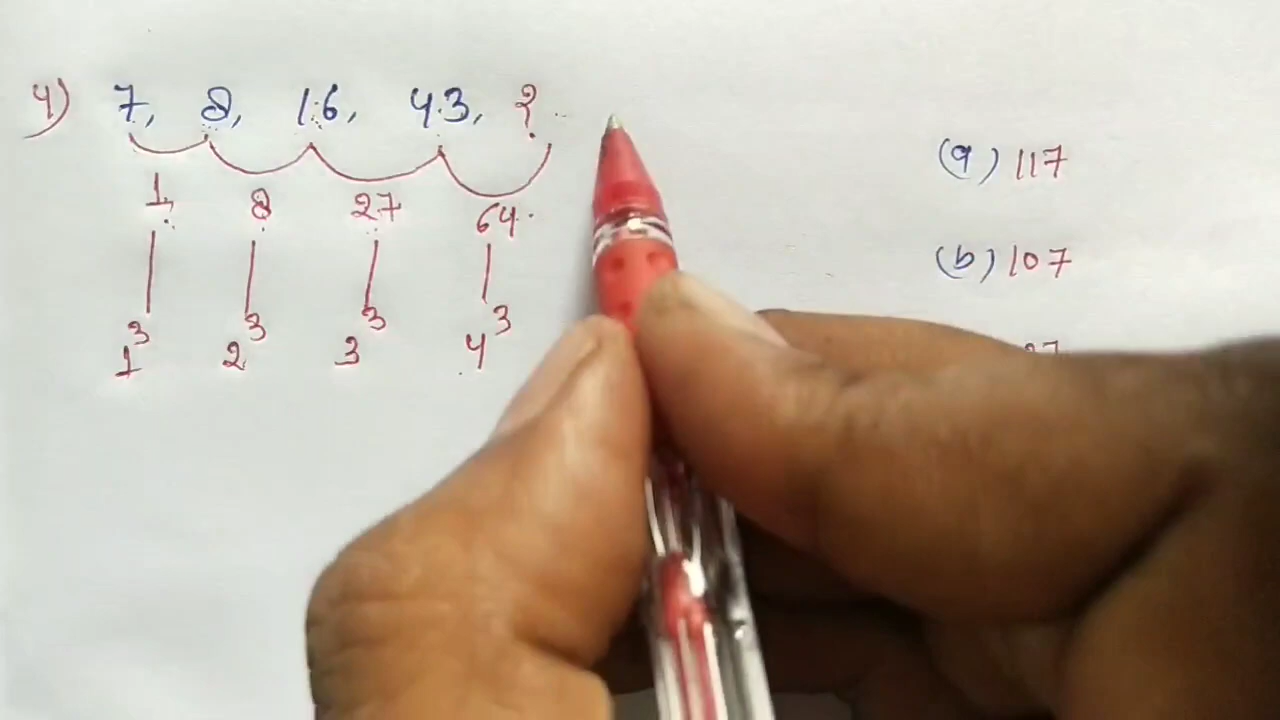 4) 7, 8, 16, 43, ?
1 8 27 64
1³ 2³ 3³ 4³
(a) 117
(b) 107